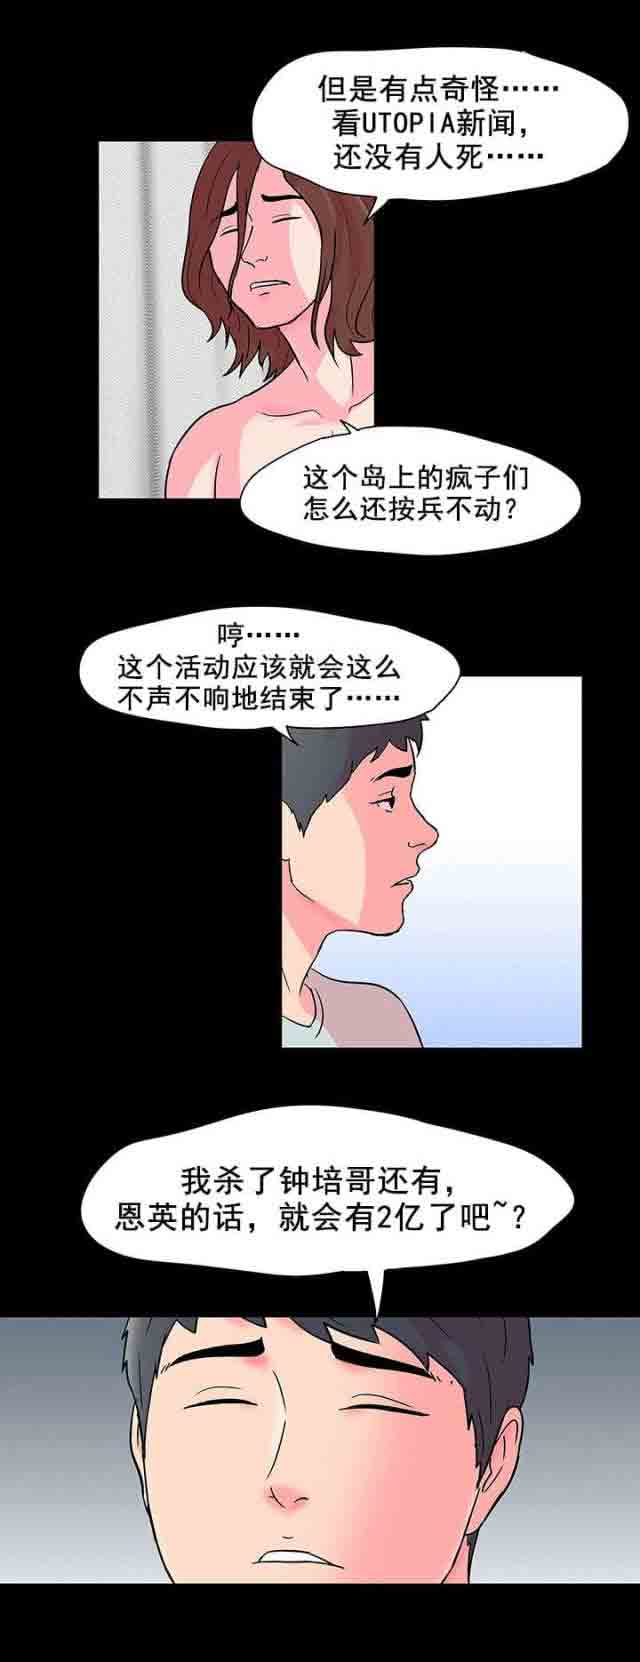 但是有点奇怪……
看UTOPIA新闻，
还没有人死……
这个岛上的疯子们
怎么还按兵不动？
哼……
这个活动应该就会这么
不声不响地结束了……
我杀了钟培哥还有，
恩英的话，就会有2亿了吧~？